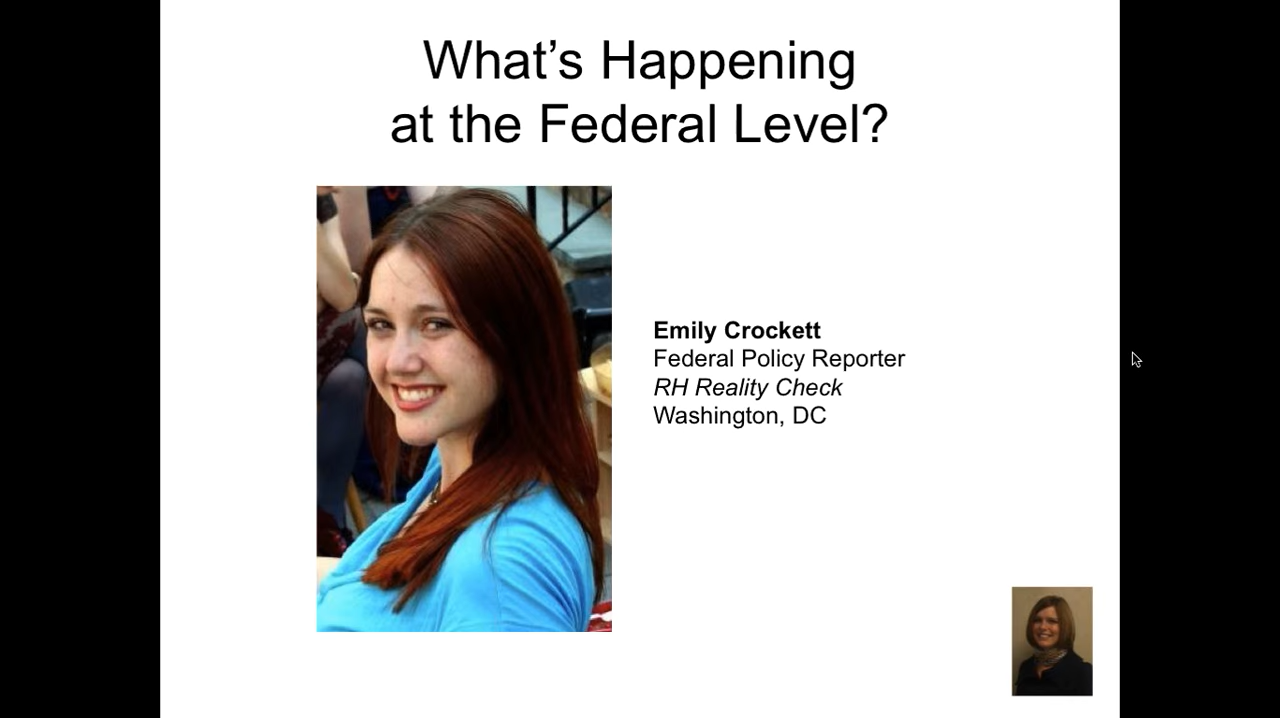 What’s Happening
at the Federal Level?
Emily Crockett
Federal Policy Reporter
RH Reality Check
Washington, DC